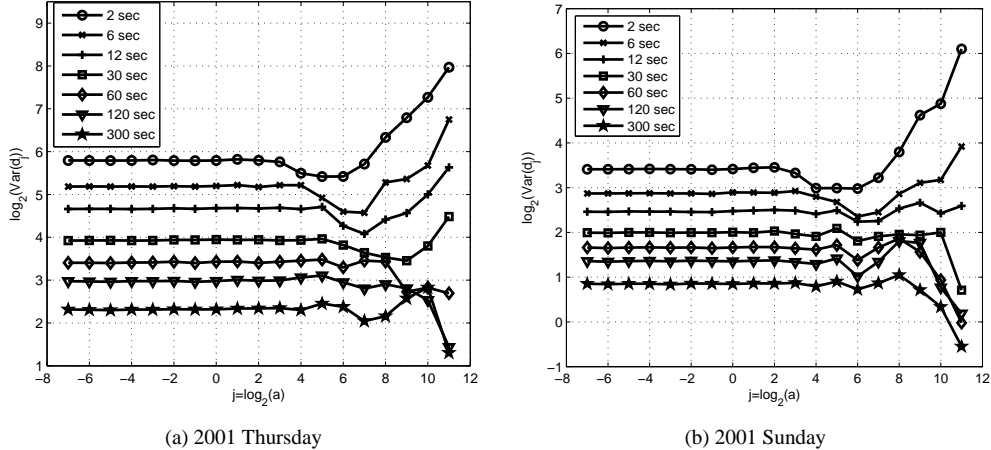 9
8
7
6
5
4
3
2
1
log2(Var(dj))
2 sec
6 sec
12 sec
30 sec
60 sec
120 sec
300 sec
−8 −6 −4 −2 0 2 4 6 8 10 12
j=log2(a)
(a) 2001 Thursday
7
6
5
4
3
2
1
0
−1
log2(Var(dj))
2 sec
6 sec
12 sec
30 sec
60 sec
120 sec
300 sec
−8 −6 −4 −2 0 2 4 6 8 10 12
j=log2(a)
(b) 2001 Sunday